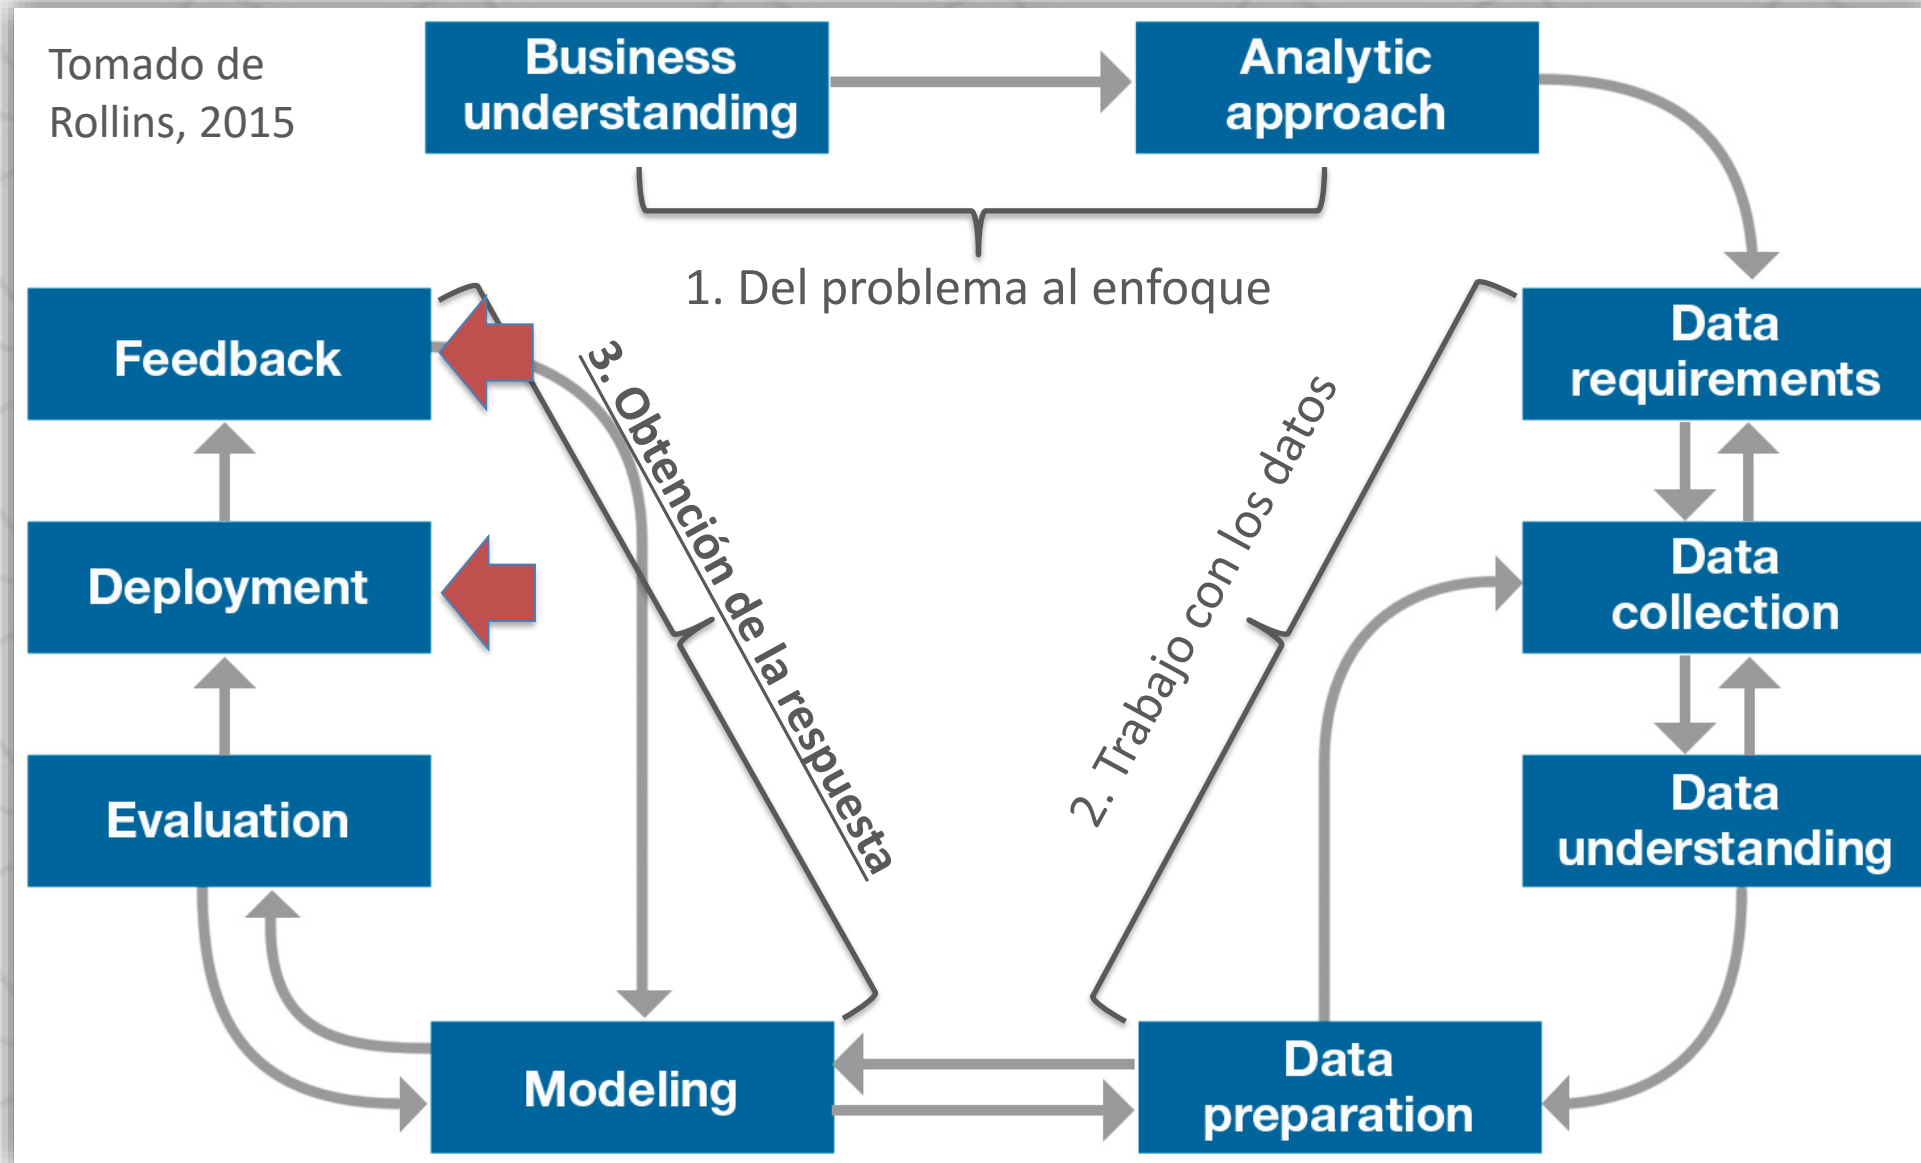 Tomado de
Rollins, 2015
Business
understanding
Analytic
approach
1. Del problema al enfoque
Feedback
Data
requirements
3. Obtención de la respuesta
2. Trabajo con los datos
Deployment
Data
collection
Evaluation
Data
understanding
Modeling
Data
preparation